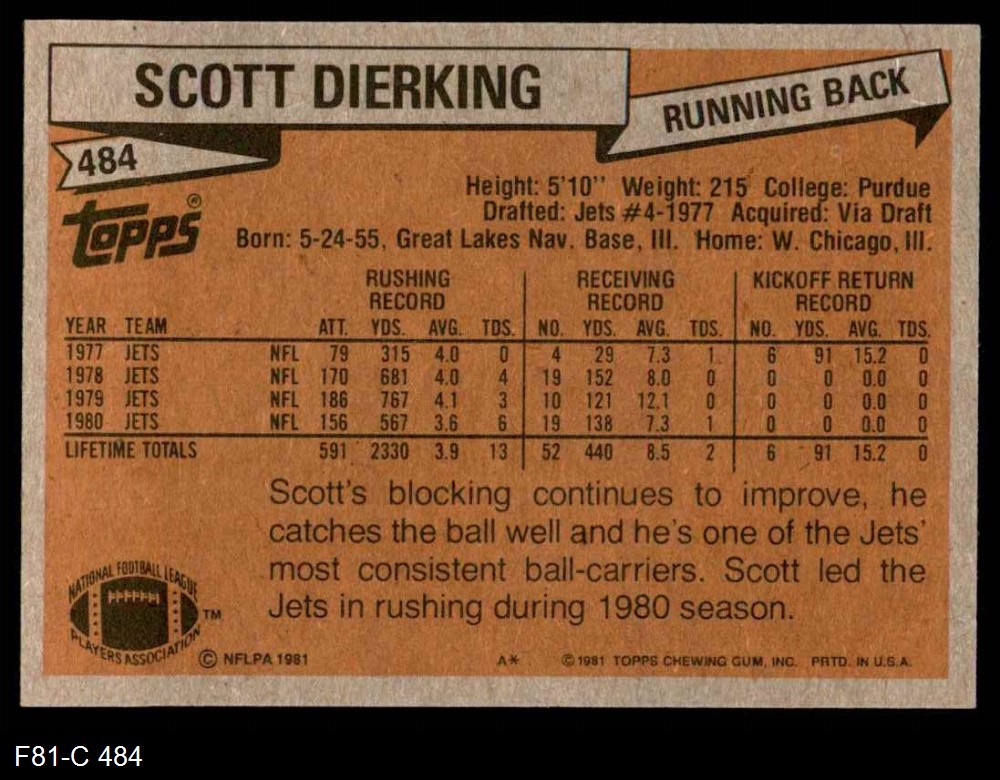 SCOTT DIERKING
RUNNING BACK
484
TOPPS®
Height: 5'10" Weight: 215 College: Purdue
Drafted: Jets #4-1977 Acquired: Via Draft
Born: 5-24-55, Great Lakes Nav. Base, Ill. Home: W. Chicago, Ill.
RUSHING RECORD RECEIVING RECORD KICKOFF RETURN RECORD
YEAR TEAM ATT. YDS. AVG. TDS. NO. YDS. AVG. TDS. NO. YDS. AVG. TDS.
1977 JETS NFL 79 315 4.0 0 4 29 7.3 1 6 91 15.2 0
1978 JETS NFL 170 681 4.0 4 19 152 8.0 0 0 0 0.0 0
1979 JETS NFL 186 767 4.1 3 10 121 12.1 0 0 0 0.0 0
1980 JETS NFL 156 567 3.6 6 19 138 7.3 1 0 0 0.0 0
LIFETIME TOTALS 591 2330 3.9 13 52 440 8.5 2 6 91 15.2 0
Scott's blocking continues to improve, he
catches the ball well and he's one of the Jets'
most consistent ball-carriers. Scott led the
Jets in rushing during 1980 season.
NATIONAL FOOTBALL LEAGUE
PLAYERS ASSOCIATION
TM
© NFLPA 1981
A*
© 1981 TOPPS CHEWING GUM, INC. PRTD. IN U.S.A.
F81-C 484